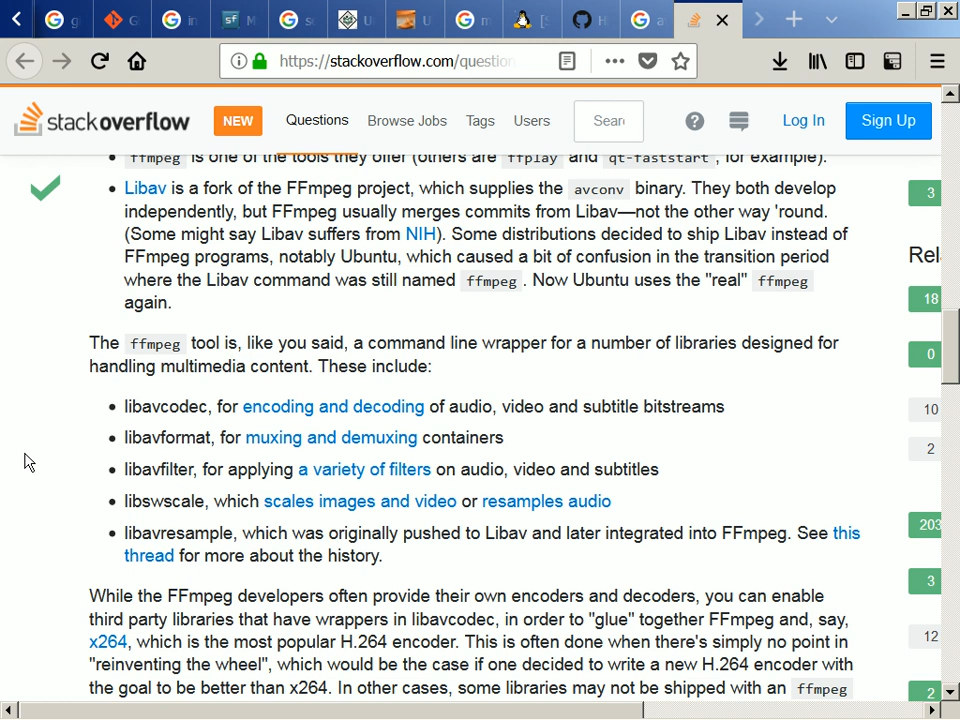 https://stackoverflow.com/question
stackoverflow NEW Questions Browse Jobs Tags Users Sear Log In Sign Up
ffmpeg is one of the tools they offer (others are ffplay and qt-faststart, for example).
Libav is a fork of the FFmpeg project, which supplies the avconv binary. They both develop
independently, but FFmpeg usually merges commits from Libav—not the other way 'round.
(Some might say Libav suffers from NIH). Some distributions decided to ship Libav instead of
FFmpeg programs, notably Ubuntu, which caused a bit of confusion in the transition period
where the Libav command was still named ffmpeg. Now Ubuntu uses the "real" ffmpeg
again.
The ffmpeg tool is, like you said, a command line wrapper for a number of libraries designed for
handling multimedia content. These include:
libavcodec, for encoding and decoding of audio, video and subtitle bitstreams
libavformat, for muxing and demuxing containers
libavfilter, for applying a variety of filters on audio, video and subtitles
libswscale, which scales images and video or resamples audio
libavresample, which was originally pushed to Libav and later integrated into FFmpeg. See this
thread for more about the history.
While the FFmpeg developers often provide their own encoders and decoders, you can enable
third party libraries that have wrappers in libavcodec, in order to "glue" together FFmpeg and, say,
x264, which is the most popular H.264 encoder. This is often done when there's simply no point in
"reinventing the wheel", which would be the case if one decided to write a new H.264 encoder with
the goal to be better than x264. In other cases, some libraries may not be shipped with an ffmpeg
3
Rel
18
0
10
2
203
3
12
2